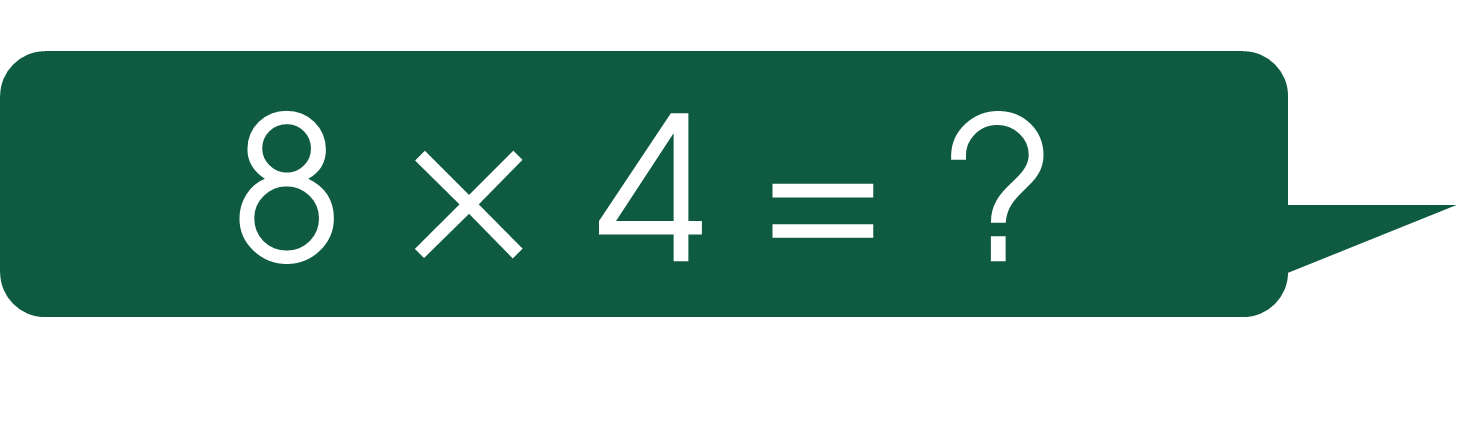 8 × 4 = ?